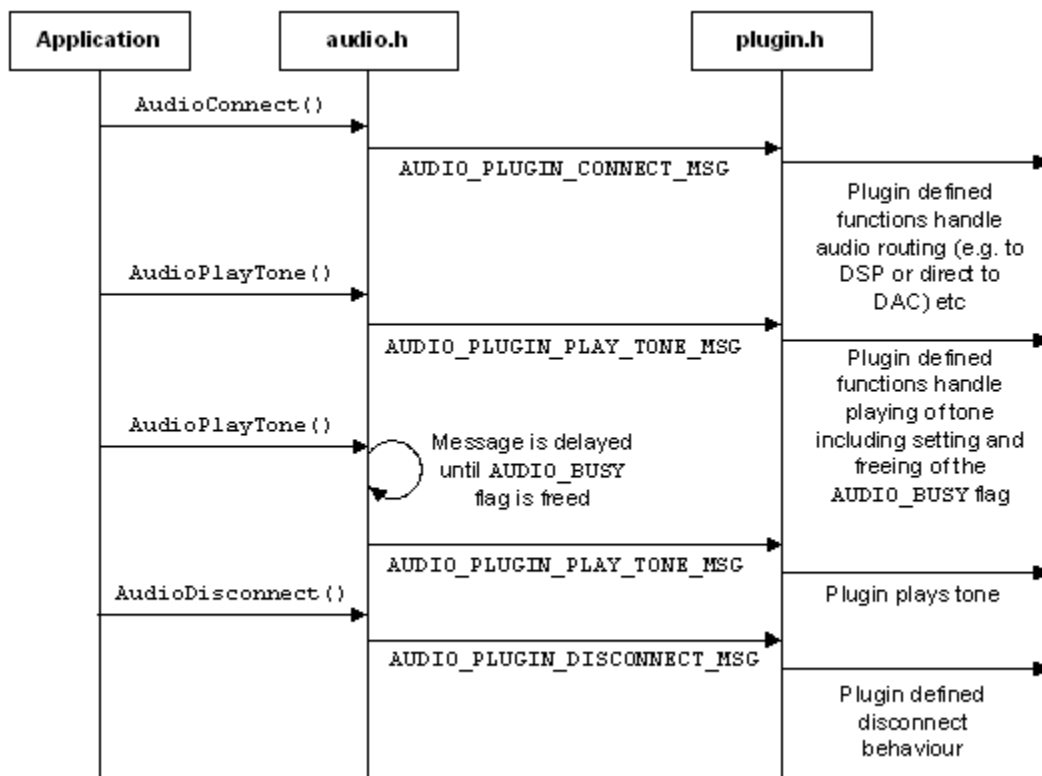 Application
audio.h
plugin.h
AudioConnect()
AUDIO_PLUGIN_CONNECT_MSG
Plugin defined
functions handle
audio routing (e.g. to
DSP or direct to
DAC) etc
AudioPlayTone()
AUDIO_PLUGIN_PLAY_TONE_MSG
Plugin defined
functions handle
playing of tone
including setting and
freeing of the
AUDIO_BUSY flag
AudioPlayTone()
Message is delayed
until AUDIO_BUSY
flag is freed
AUDIO_PLUGIN_PLAY_TONE_MSG
Plugin plays tone
AudioDisconnect()
AUDIO_PLUGIN_DISCONNECT_MSG
Plugin defined
disconnect
behaviour